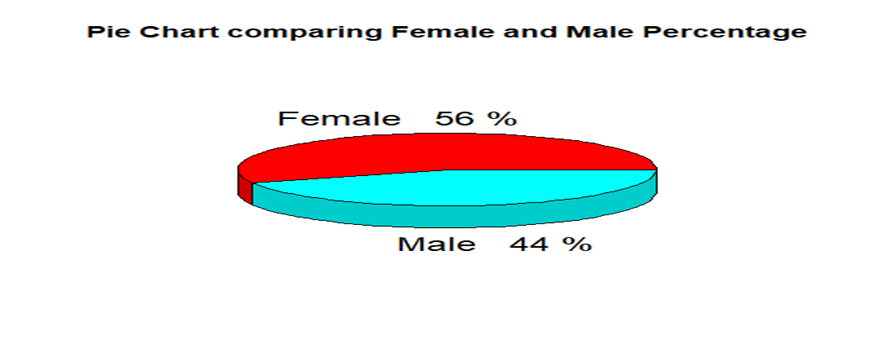 Pie Chart comparing Female and Male Percentage
Female 56 %
Male 44 %